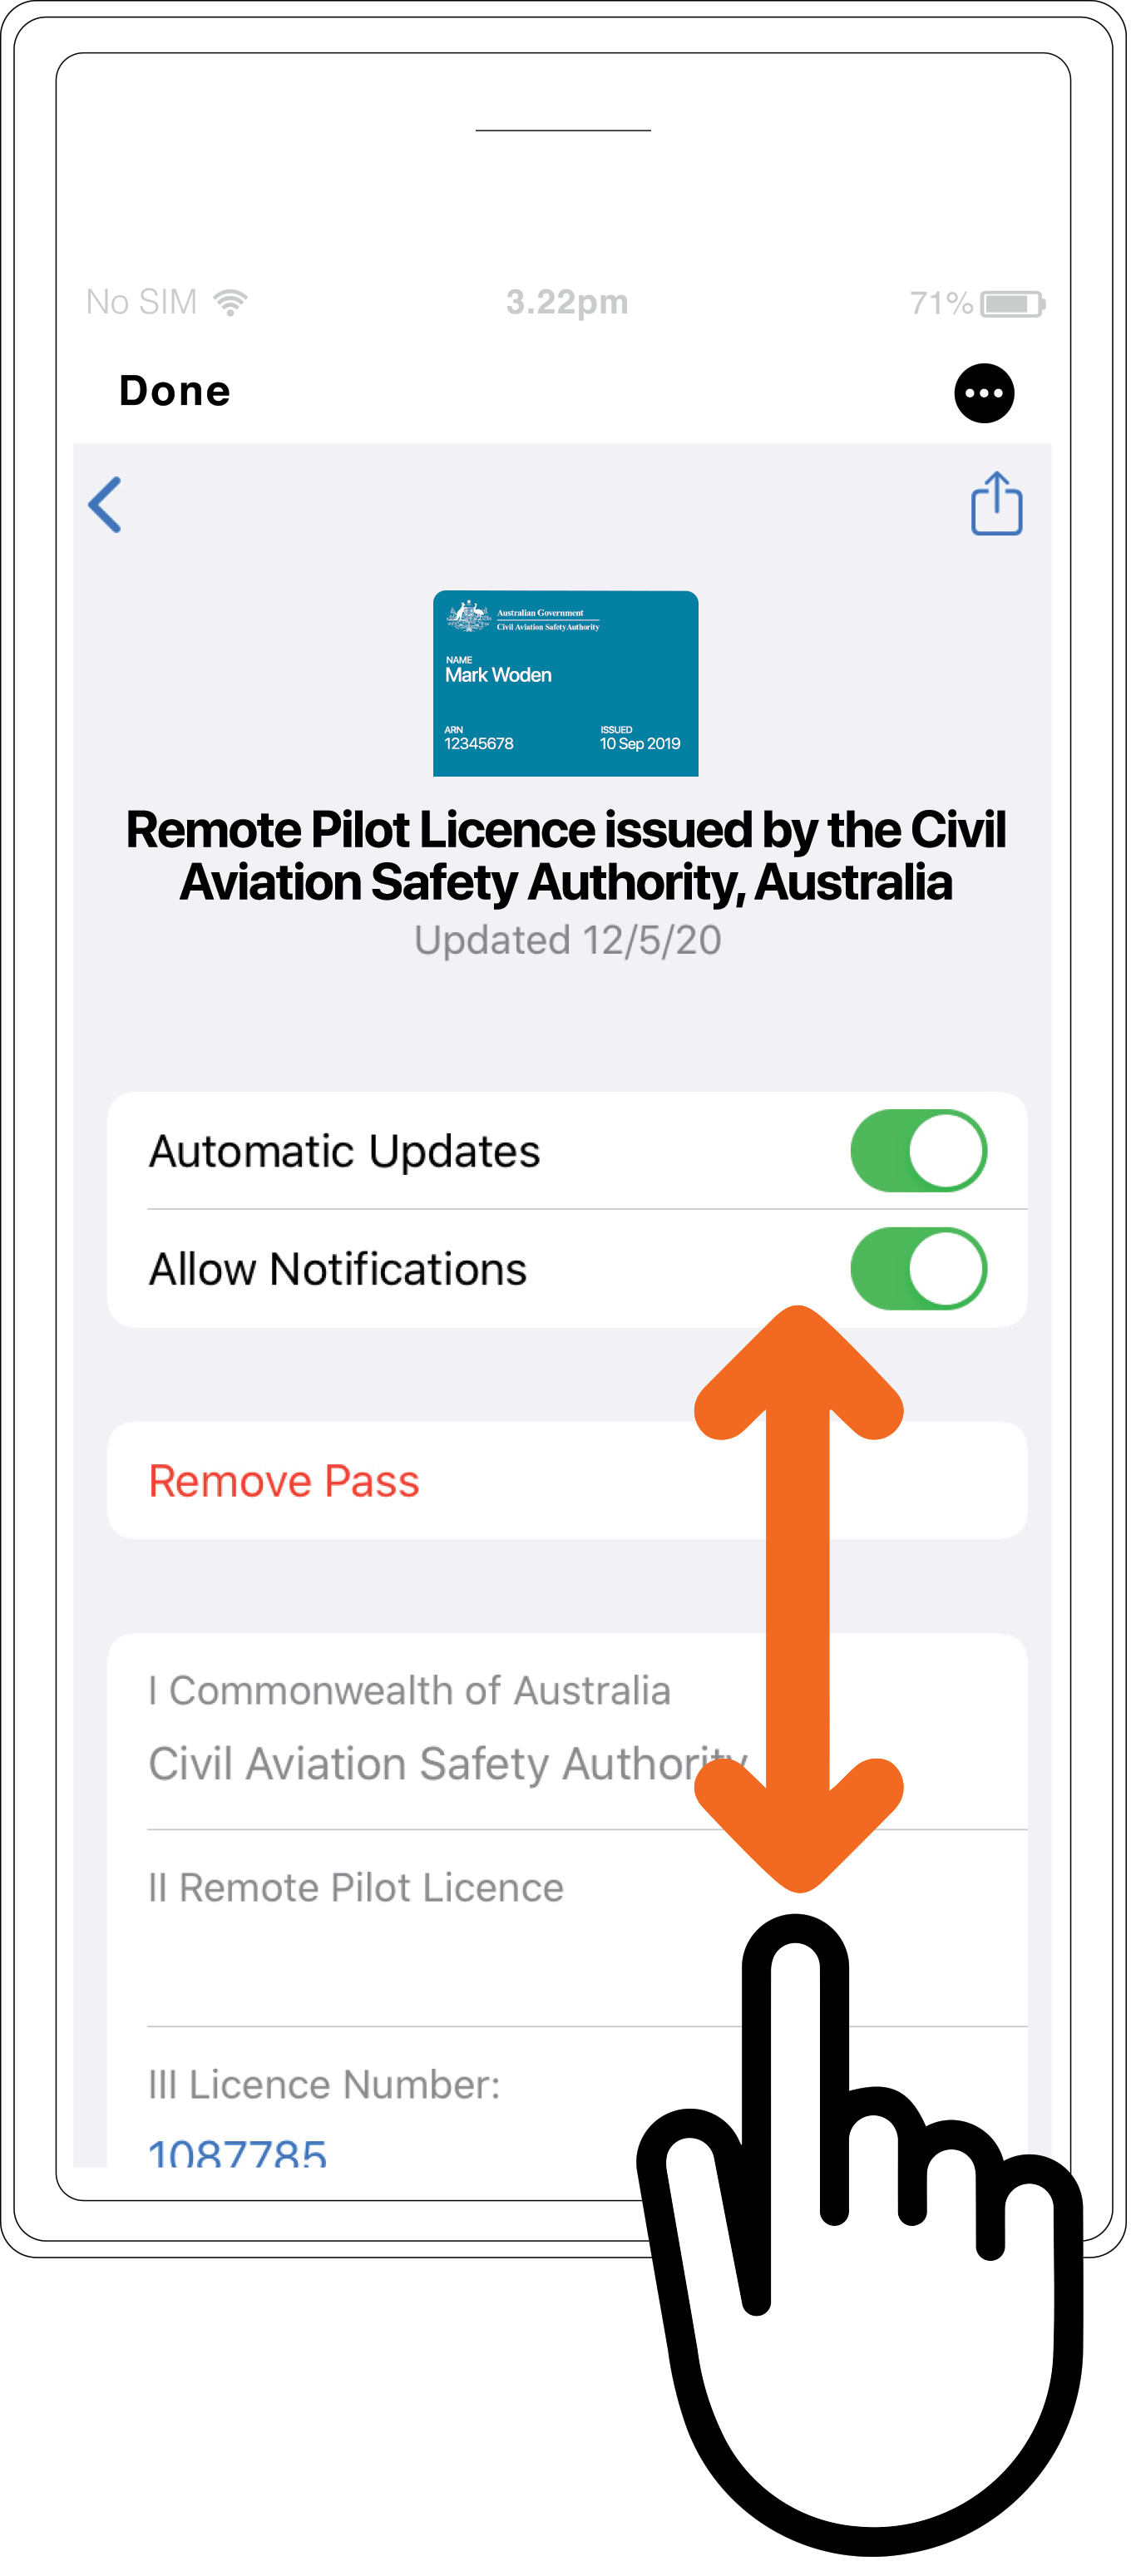 No SIM
3.22pm
71%
Done
Australian Government
Civil Aviation Safety Authority
NAME
Mark Woden
ARN
ISSUED
12345678
10 Sep 2019
Remote Pilot Licence issued by the Civil
Aviation Safety Authority, Australia
Updated 12/5/20
Automatic Updates
Allow Notifications
Remove Pass
I Commonwealth of Australia
Civil Aviation Safety Authority
II Remote Pilot Licence
III Licence Number:
1087785